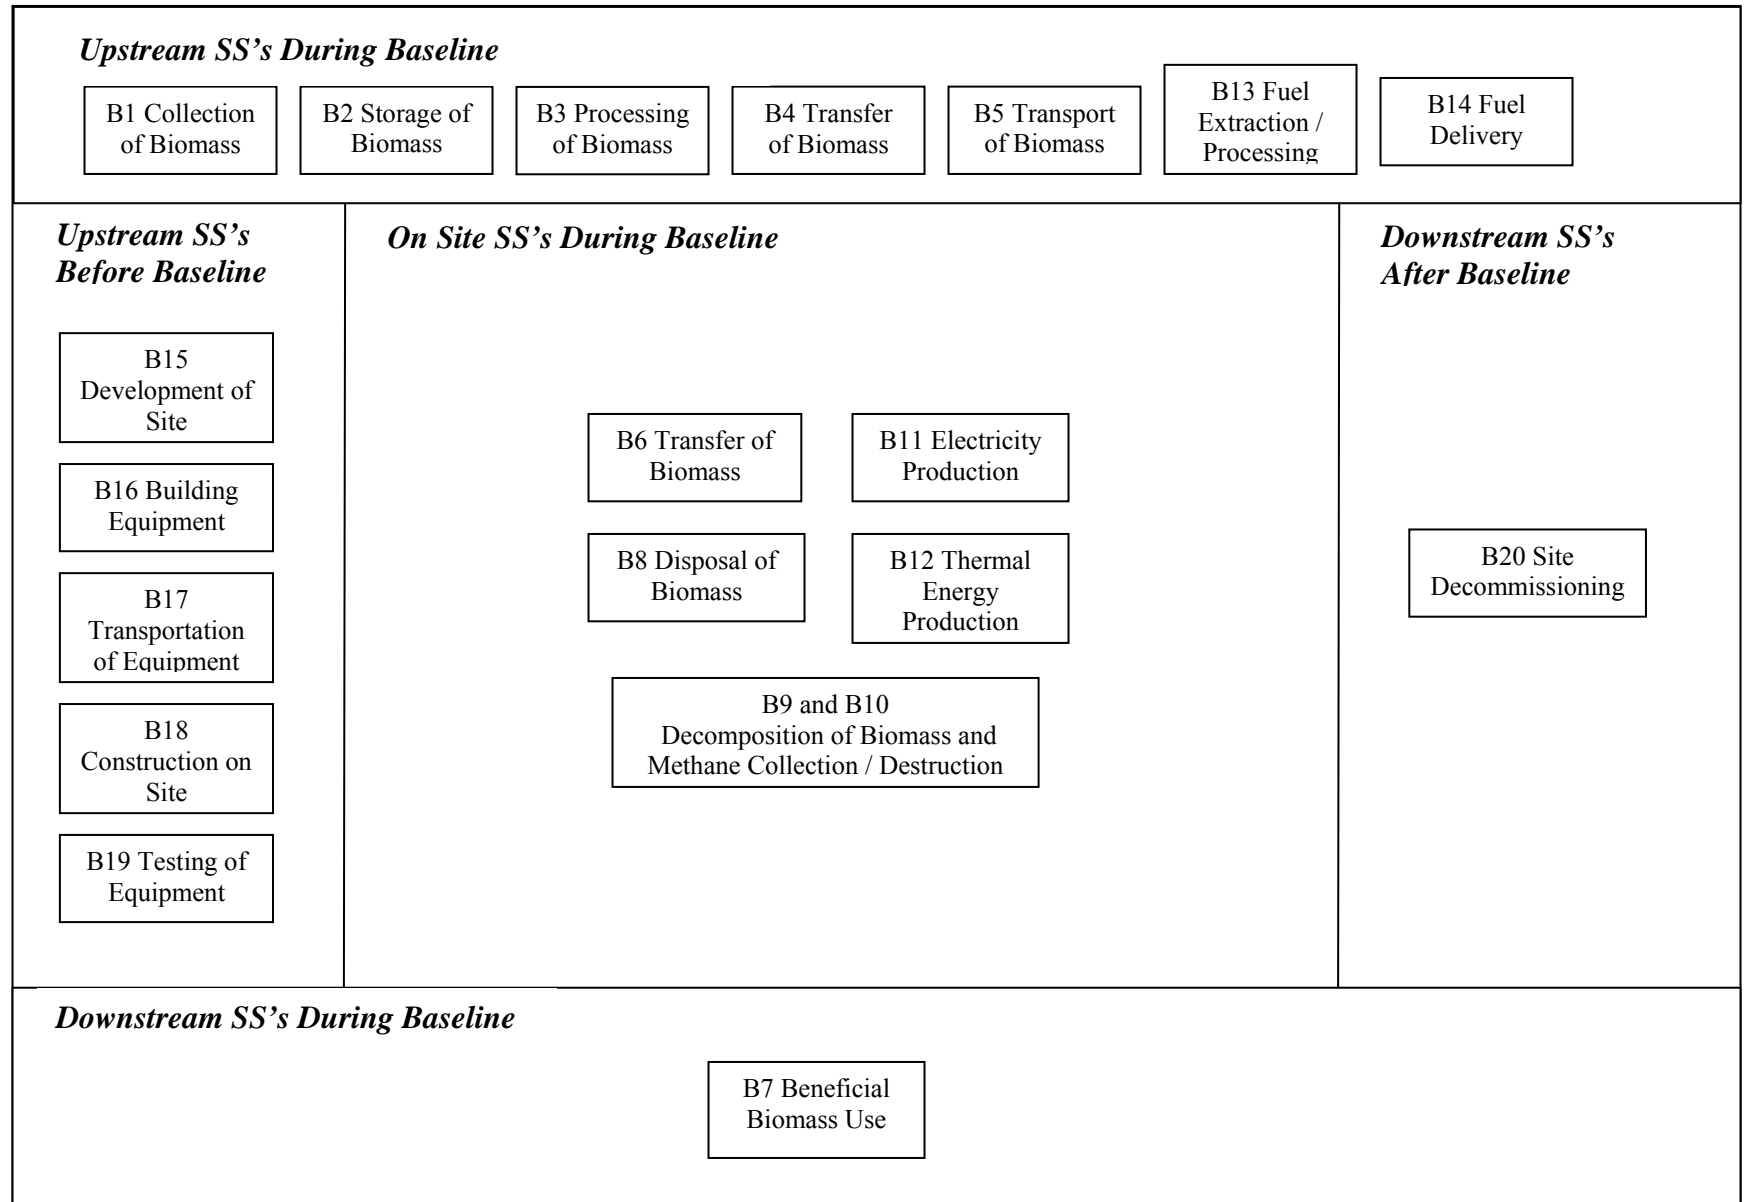 Upstream SS’s During Baseline
B1 Collection
of Biomass
B2 Storage of
Biomass
B3 Processing
of Biomass
B4 Transfer
of Biomass
B5 Transport
of Biomass
B13 Fuel
Extraction /
Processing
B14 Fuel
Delivery
Upstream SS’s
Before Baseline
B15
Development of
Site
B16 Building
Equipment
B17
Transportation
of Equipment
B18
Construction on
Site
B19 Testing of
Equipment
On Site SS’s During Baseline
B6 Transfer of
Biomass
B11 Electricity
Production
B8 Disposal of
Biomass
B12 Thermal
Energy
Production
B9 and B10
Decomposition of Biomass and
Methane Collection / Destruction
Downstream SS’s
After Baseline
B20 Site
Decommissioning
Downstream SS’s During Baseline
B7 Beneficial
Biomass Use